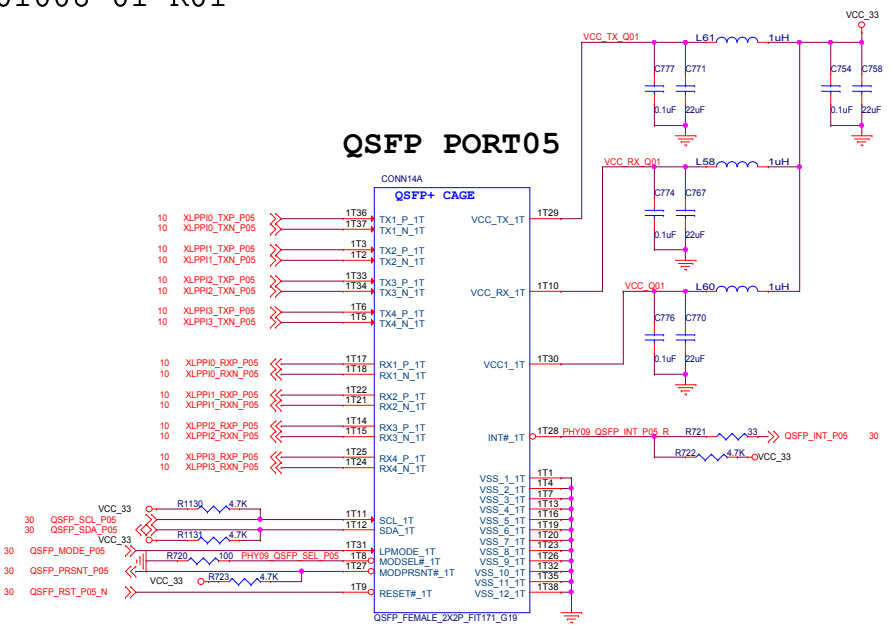 VCC_33
VCC_TX_Q01
L61
1uH
C777
C771
C754
C758
0.1uF
22uF
0.1uF
22uF
QSFP PORT05
VCC_RX_Q01
L58
1uH
C774
C767
0.1uF
22uF
CONN14A
QSFP+ CAGE
10 XLPPI0_TXP_P05 1T36 TX1_P_1T
10 XLPPI0_TXN_P05 1T37 TX1_N_1T
VCC_TX_1T 1T29
10 XLPPI1_TXP_P05 1T3 TX2_P_1T
10 XLPPI1_TXN_P05 1T2 TX2_N_1T
10 XLPPI2_TXP_P05 1T33 TX3_P_1T
10 XLPPI2_TXN_P05 1T34 TX3_N_1T
VCC_RX_1T 1T10
VCC_Q01
L60
1uH
10 XLPPI3_TXP_P05 1T6 TX4_P_1T
10 XLPPI3_TXN_P05 1T5 TX4_N_1T
C776
C770
0.1uF
22uF
10 XLPPI0_RXP_P05 1T17 RX1_P_1T
10 XLPPI0_RXN_P05 1T18 RX1_N_1T
VCC1_1T 1T30
10 XLPPI1_RXP_P05 1T22 RX2_P_1T
10 XLPPI1_RXN_P05 1T21 RX2_N_1T
10 XLPPI2_RXP_P05 1T14 RX3_P_1T
10 XLPPI2_RXN_P05 1T15 RX3_N_1T
INT#_1T 1T28 PHY09_QSFP_INT_P05_R R721 33 QSFP_INT_P05 30
R722 4.7K VCC_33
10 XLPPI3_RXP_P05 1T25 RX4_P_1T
10 XLPPI3_RXN_P05 1T24 RX4_N_1T
VSS_1_1T 1T1
VSS_2_1T 1T4
VSS_3_1T 1T7
VSS_4_1T 1T13
VSS_5_1T 1T16
VSS_6_1T 1T19
VSS_7_1T 1T20
VSS_8_1T 1T23
VSS_9_1T 1T26
VSS_10_1T 1T32
VSS_11_1T 1T35
VSS_12_1T 1T38
VCC_33 R1130 4.7K
30 QSFP_SCL_P05 1T11 SCL_1T
30 QSFP_SDA_P05 1T12 SDA_1T
VCC_33 R1131 4.7K
30 QSFP_MODE_P05 1T31 LPMODE_1T
R720 100 PHY09_QSFP_SEL_P05 1T8 MODSEL#_1T
30 QSFP_PRSNT_P05 1T27 MODPRSNT#_1T
VCC_33 R723 4.7K
30 QSFP_RST_P05_N 1T9 RESET#_1T
QSFP_FEMALE_2X2P_FIT171_G19